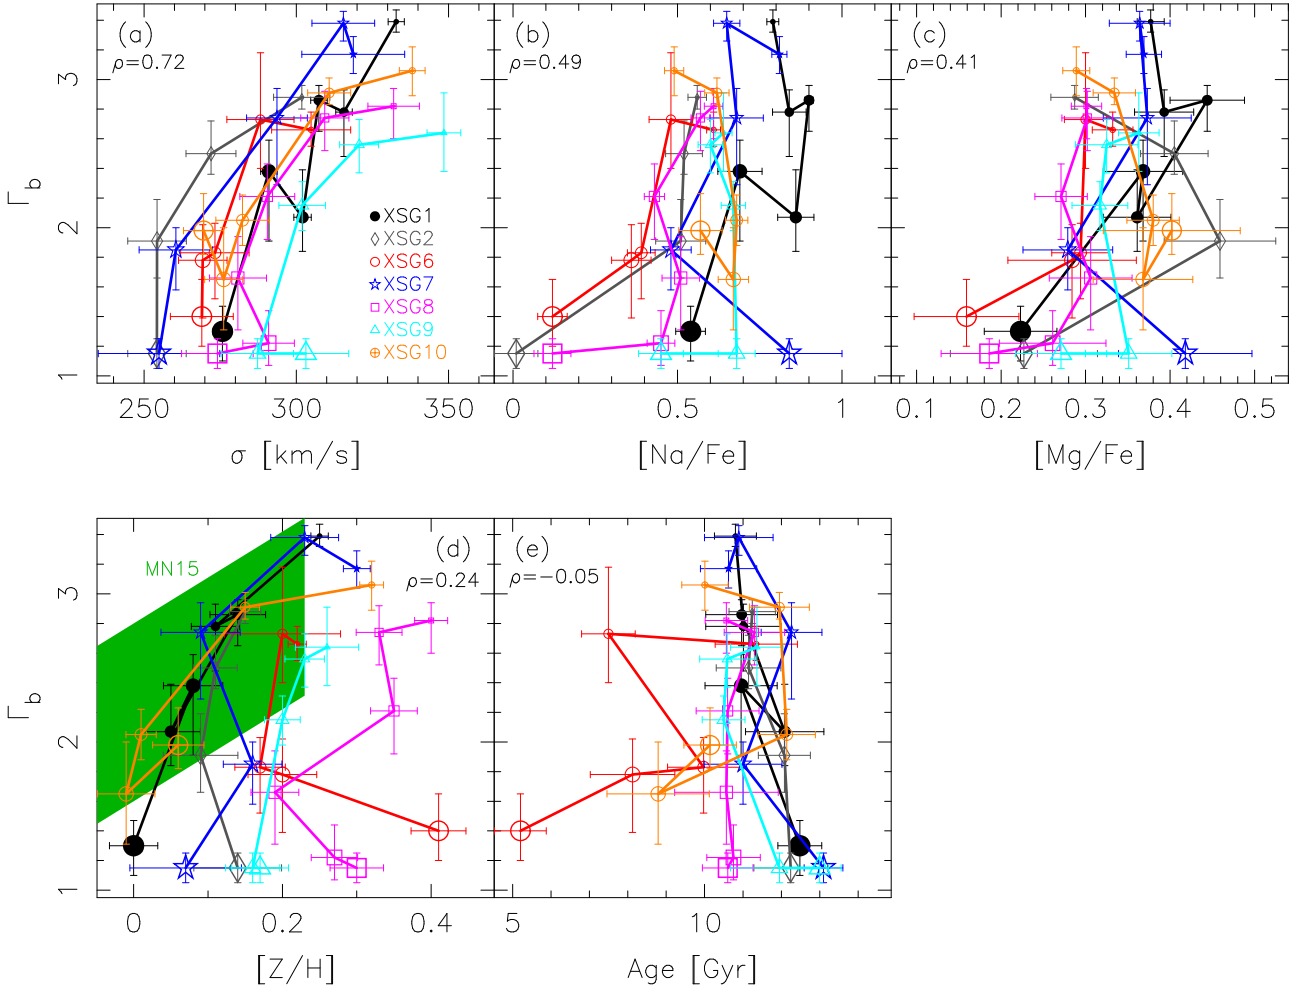 (a)
ρ=0.72
(b)
ρ=0.49
(c)
ρ=0.41
3
2
1
Γb
XSG1
XSG2
XSG6
XSG7
XSG8
XSG9
XSG10
250 300 350
0 0.5 1
0.1 0.2 0.3 0.4 0.5
σ [km/s]
[Na/Fe]
[Mg/Fe]
MN15
(d)
ρ=0.24
(e)
ρ=−0.05
3
2
1
Γb
0 0.2 0.4
5 10
[Z/H]
Age [Gyr]